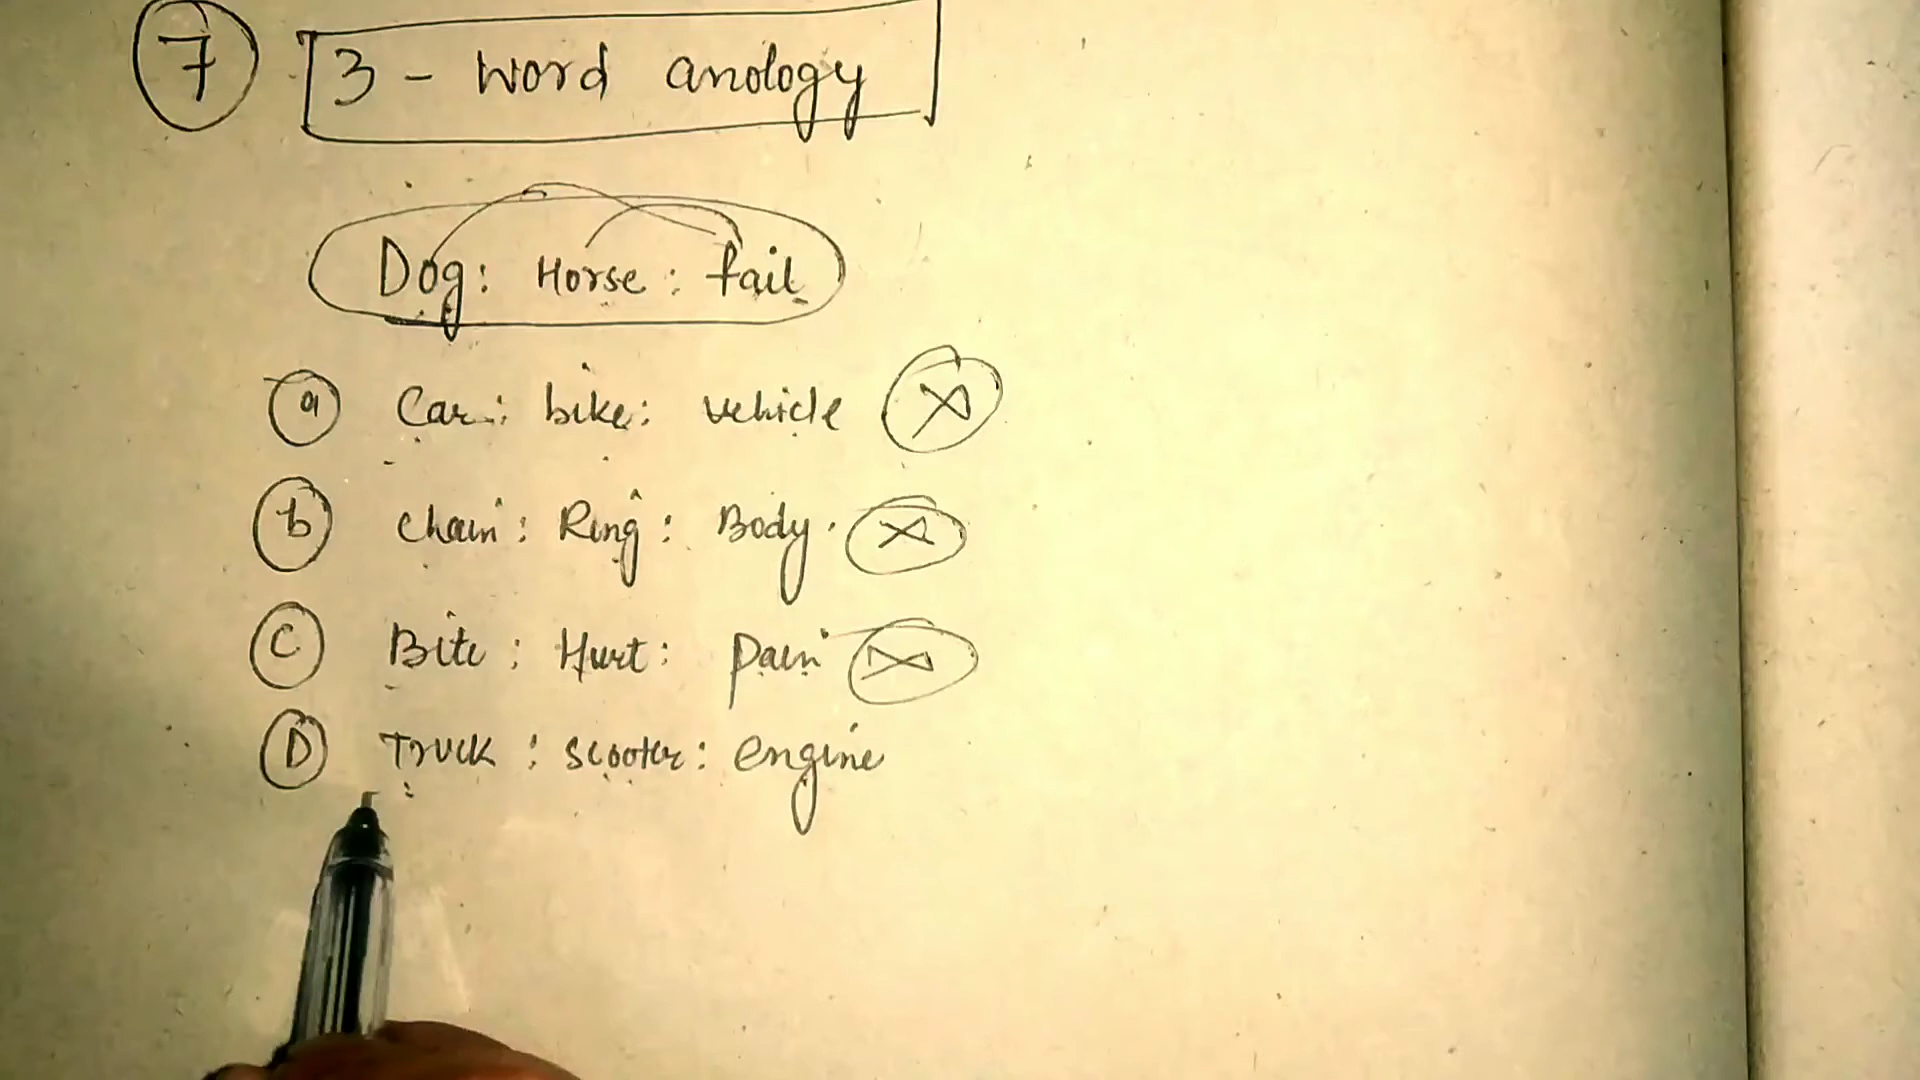 7 3 - word anology
Dog: Horse: tail
a Car: bike: vehicle
b chain: Ring: Body.
C Bite: Hurt: Pain
D Truck: scooter: engine